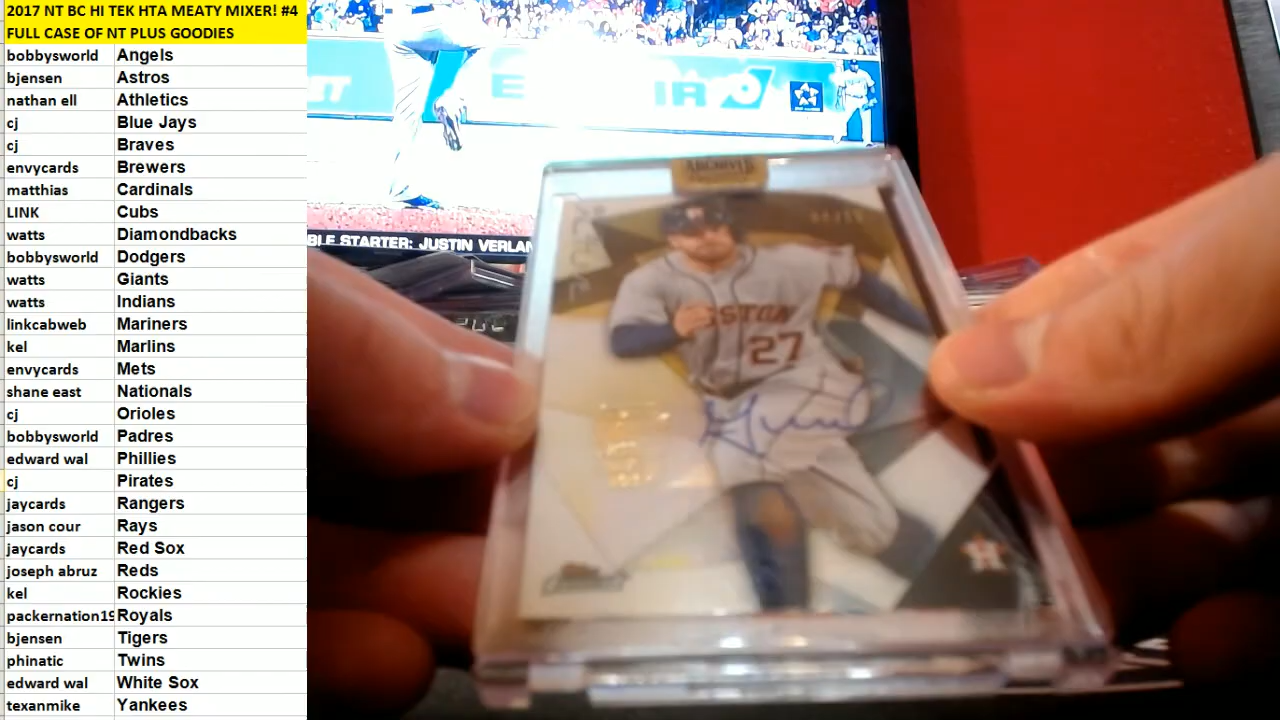 2017 NT BC HI TEK HTA MEATY MIXER! #4
FULL CASE OF NT PLUS GOODIES
bobbysworld Angels
bjensen Astros
nathan ell Athletics
cj Blue Jays
cj Braves
envycards Brewers
matthias Cardinals
LINK Cubs
watts Diamondbacks
bobbysworld Dodgers
watts Giants
watts Indians
linkcabweb Mariners
kel Marlins
envycards Mets
shane east Nationals
cj Orioles
bobbysworld Padres
edward wal Phillies
cj Pirates
jaycards Rangers
jason cour Rays
jaycards Red Sox
joseph abruz Reds
kel Rockies
packernation19 Royals
bjensen Tigers
phinatic Twins
edward wal White Sox
texanmike Yankees
BLE STARTER: JUSTIN VERLAN
ARCHIVES
STON
27
H